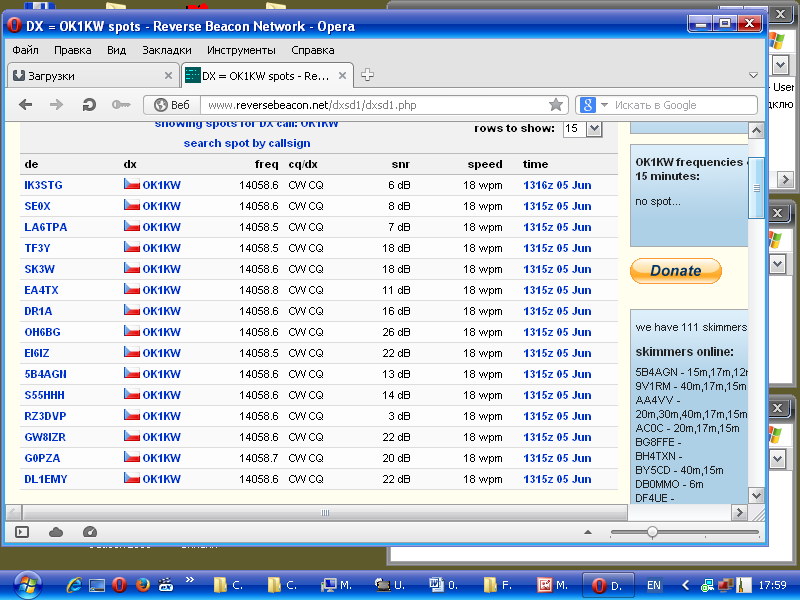 DX = OK1KW spots - Reverse Beacon Network - Opera
Файл Правка Вид Закладки Инструменты Справка
Загрузки
DX = OK1KW spots - Re...
Веб
www.reversebeacon.net/dxsd1/dxsd1.php
8
Искать в Google
showing spots for DX call: OK1KW
rows to show: 15
search spot by callsign
de dx freq cq/dx snr speed time
IK3STG OK1KW 14058.6 CW CQ 6 dB 18 wpm 1316z 05 Jun
SE0X OK1KW 14058.6 CW CQ 8 dB 18 wpm 1315z 05 Jun
LA6TPA OK1KW 14058.5 CW CQ 7 dB 18 wpm 1315z 05 Jun
TF3Y OK1KW 14058.5 CW CQ 18 dB 18 wpm 1315z 05 Jun
SK3W OK1KW 14058.6 CW CQ 18 dB 18 wpm 1315z 05 Jun
EA4TX OK1KW 14058.8 CW CQ 11 dB 18 wpm 1315z 05 Jun
DR1A OK1KW 14058.6 CW CQ 16 dB 18 wpm 1315z 05 Jun
OH6BG OK1KW 14058.6 CW CQ 26 dB 18 wpm 1315z 05 Jun
EI6IZ OK1KW 14058.5 CW CQ 22 dB 18 wpm 1315z 05 Jun
5B4AGN OK1KW 14058.6 CW CQ 13 dB 18 wpm 1315z 05 Jun
S55HHH OK1KW 14058.6 CW CQ 14 dB 18 wpm 1315z 05 Jun
RZ3DVP OK1KW 14058.6 CW CQ 3 dB 18 wpm 1315z 05 Jun
GW8IZR OK1KW 14058.6 CW CQ 22 dB 18 wpm 1315z 05 Jun
G0PZA OK1KW 14058.7 CW CQ 20 dB 18 wpm 1315z 05 Jun
DL1EMY OK1KW 14058.6 CW CQ 22 dB 18 wpm 1315z 05 Jun
OK1KW frequencies
15 minutes:
no spot...
Donate
we have 111 skimmers
skimmers online:
5B4AGN - 15m,17m,12m
9V1RM - 40m,17m,15m
AA4VV -
20m,30m,40m,17m,15m
AC0C - 20m,17m,15m
BG8FFE -
BH4TXN -
BY5CD - 40m,15m
DB0MMO - 6m
DF4UE -
User
дклю
С. С. М. U. 0. F. М. D. EN 17:59